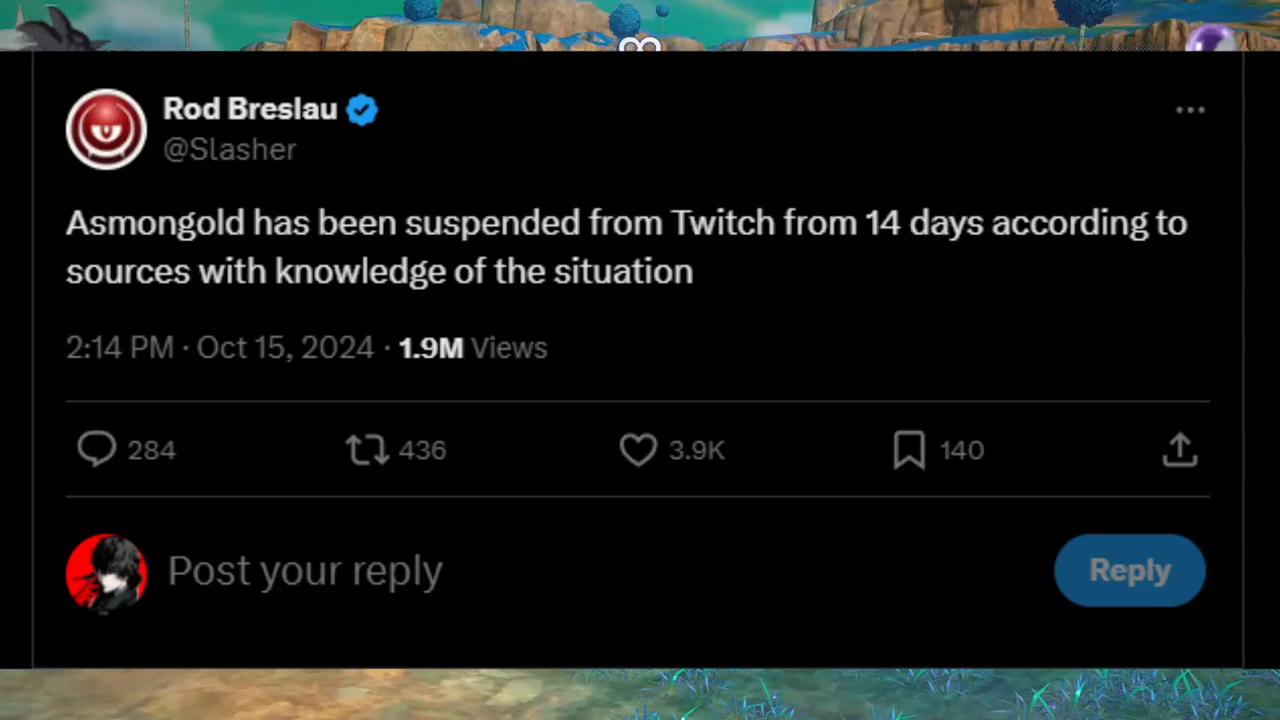 Rod Breslau
@Slasher
Asmongold has been suspended from Twitch from 14 days according to
sources with knowledge of the situation
2:14 PM · Oct 15, 2024 · 1.9M Views
284 436 3.9K 140
Post your reply Reply